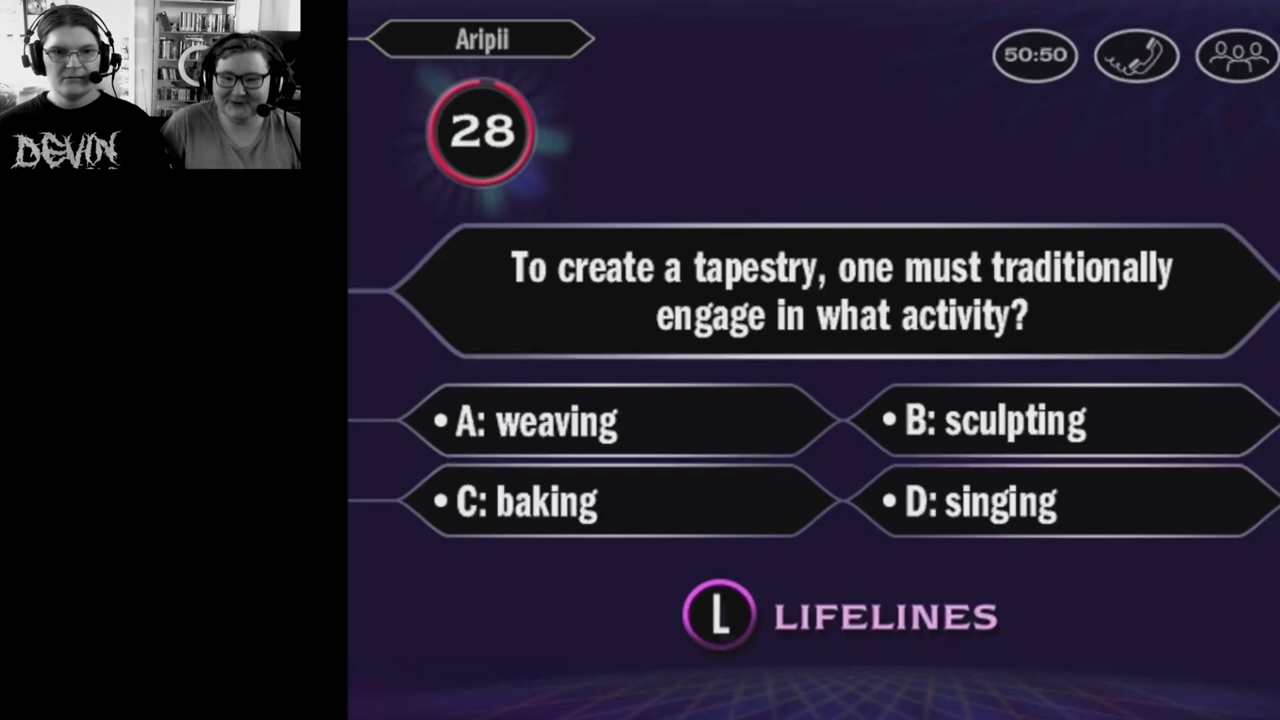 DEVIN
Aripii
50:50
28
To create a tapestry, one must traditionally
engage in what activity?
• A: weaving
• B: sculpting
• C: baking
• D: singing
L LIFELINES